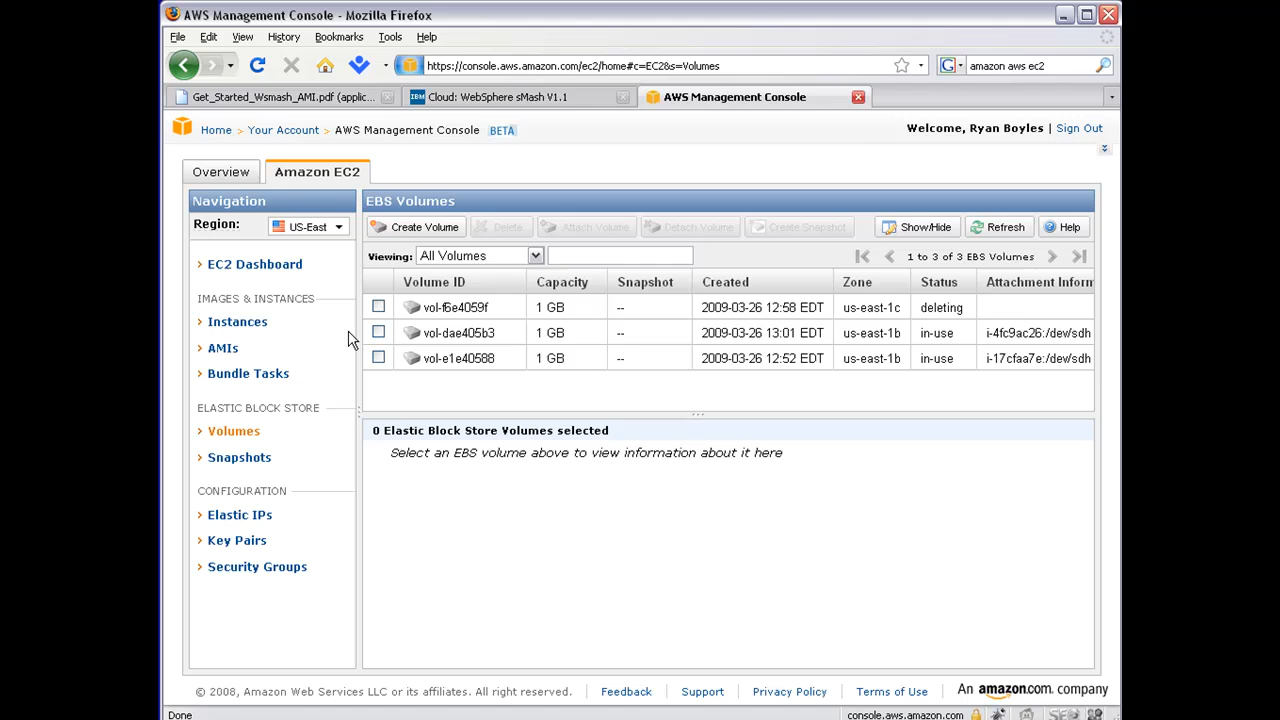 AWS Management Console - Mozilla Firefox
File Edit View History Bookmarks Tools Help
https://console.aws.amazon.com/ec2/home#c=EC2&s=Volumes
amazon aws ec2
Get_Started_Wsmash_AMI.pdf (applic...
IBM Cloud: WebSphere sMash V1.1
AWS Management Console
Home > Your Account > AWS Management Console BETA
Welcome, Ryan Boyles | Sign Out
Overview Amazon EC2
Navigation
Region: US-East
EC2 Dashboard
IMAGES & INSTANCES
Instances
AMIs
Bundle Tasks
ELASTIC BLOCK STORE
Volumes
Snapshots
CONFIGURATION
Elastic IPs
Key Pairs
Security Groups
EBS Volumes
Create Volume Delete Attach Volume Detach Volume Create Snapshot Show/Hide Refresh Help
Viewing: All Volumes 1 to 3 of 3 EBS Volumes
Volume ID Capacity Snapshot Created Zone Status Attachment Inform
vol-f6e4059f 1 GB -- 2009-03-26 12:58 EDT us-east-1c deleting
vol-dae405b3 1 GB -- 2009-03-26 13:01 EDT us-east-1b in-use i-4fc9ac26:/dev/sdh
vol-e1e40588 1 GB -- 2009-03-26 12:52 EDT us-east-1b in-use i-17cfaa7e:/dev/sdh
0 Elastic Block Store Volumes selected
Select an EBS volume above to view information about it here
© 2008, Amazon Web Services LLC or its affiliates. All right reserved. Feedback Support Privacy Policy Terms of Use An amazon.com. company
Done console.aws.amazon.com